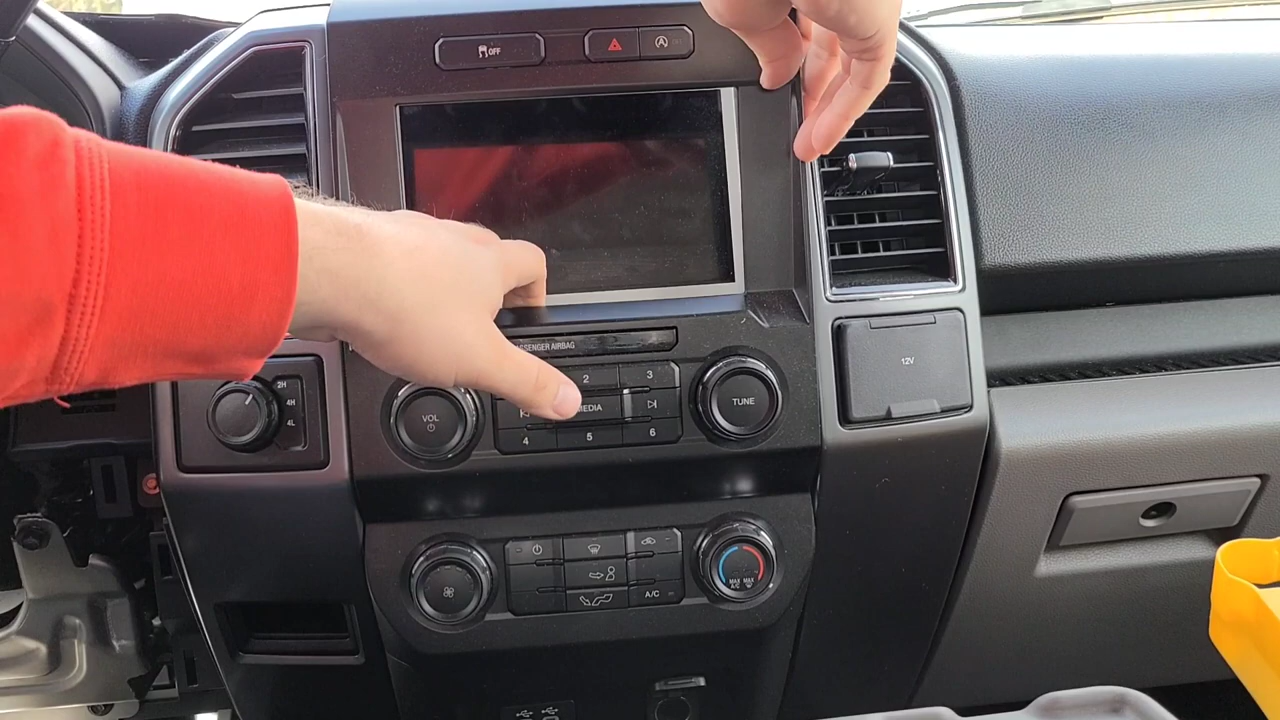 OFF
PASSENGER AIRBAG
2H
4H
4L
VOL
2
3
MEDIA
4
5
6
TUNE
12V
MAX A/C
MAX
A/C